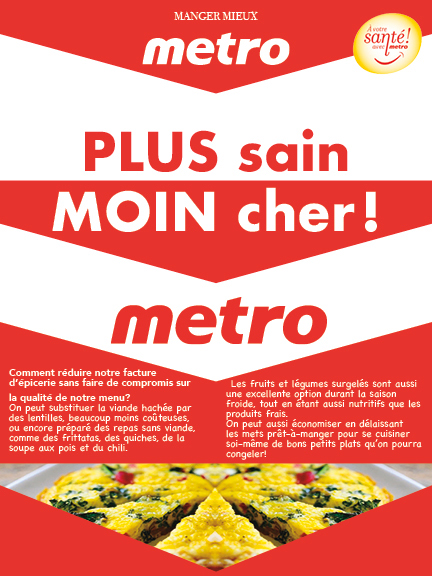 MANGER MIEUX
metro
À votre
santé!
avec metro
PLUS sain
MOIN cher!
metro
Comment réduire notre facture
d'épicerie sans faire de compromis sur
la qualité de notre menu?
On peut substituer la viande hachée par
des lentilles, beaucoup moins coûteuses,
ou encore préparé des repas sans viande,
comme des frittatas, des quiches, de la
soupe aux pois et du chili.
Les fruits et légumes surgelés sont aussi
une excellente option durant la saison
froide, tout en étant aussi nutritifs que les
produits frais.
On peut aussi économiser en délaissant
les mets prêt-à-manger pour se cuisiner
soi-même de bons petits plats qu'on pourra
congeler!